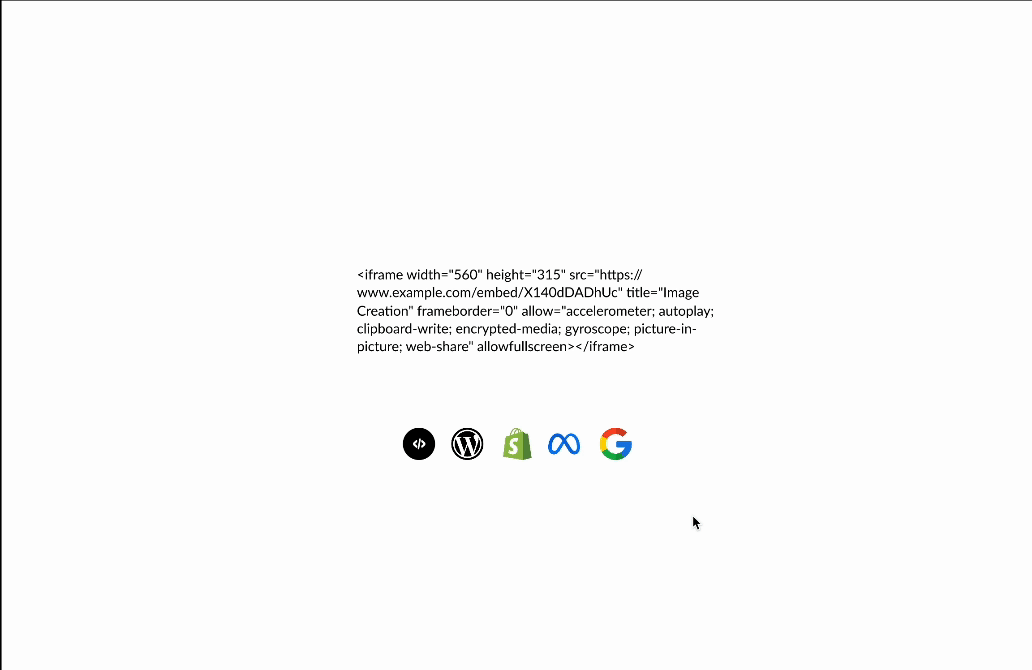 <iframe width="560" height="315" src="https://
www.example.com/embed/X140dDADhUc" title="Image
Creation" frameborder="0" allow="accelerometer; autoplay;
clipboard-write; encrypted-media; gyroscope; picture-in-
picture; web-share" allowfullscreen></iframe>